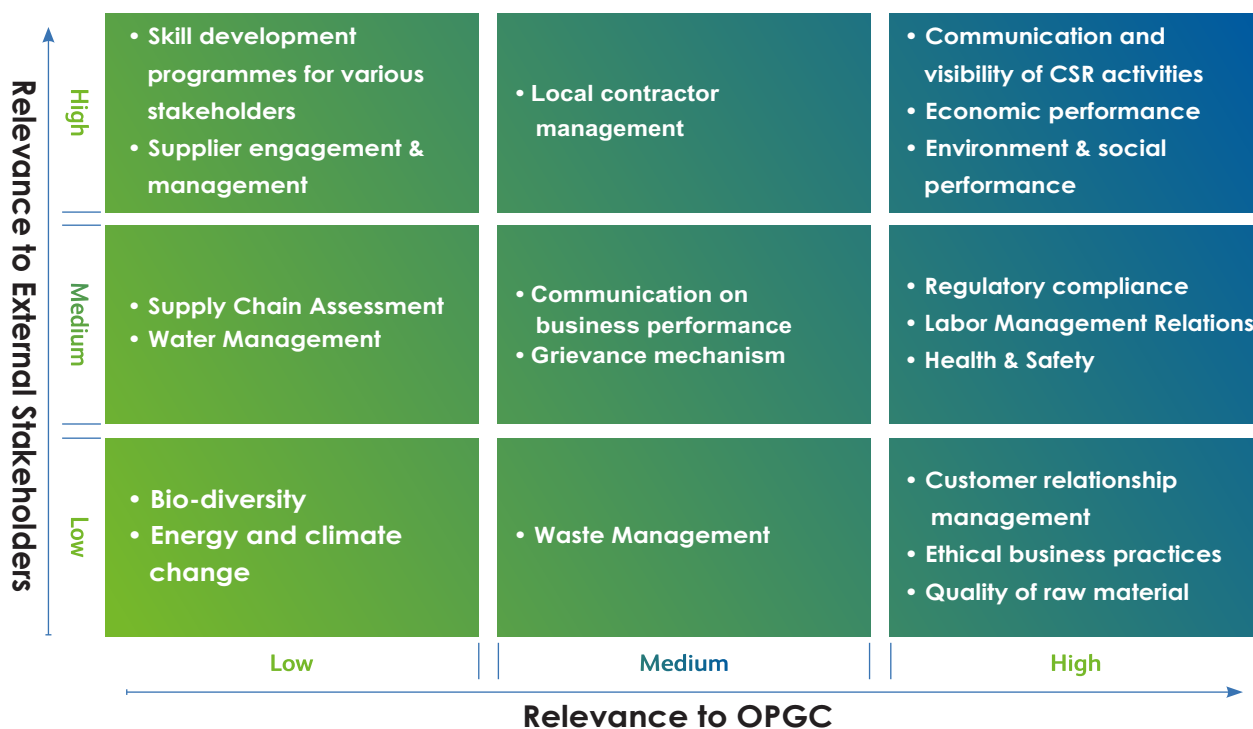 Relevance to External Stakeholders
High
• Skill development
programmes for various
stakeholders
• Supplier engagement &
management
• Local contractor
management
• Communication and
visibility of CSR activities
• Economic performance
• Environment & social
performance
Medium
• Supply Chain Assessment
• Water Management
• Communication on
business performance
• Grievance mechanism
• Regulatory compliance
• Labor Management Relations
• Health & Safety
Low
• Bio-diversity
• Energy and climate
change
• Waste Management
• Customer relationship
management
• Ethical business practices
• Quality of raw material
Low
Medium
High
Relevance to OPGC